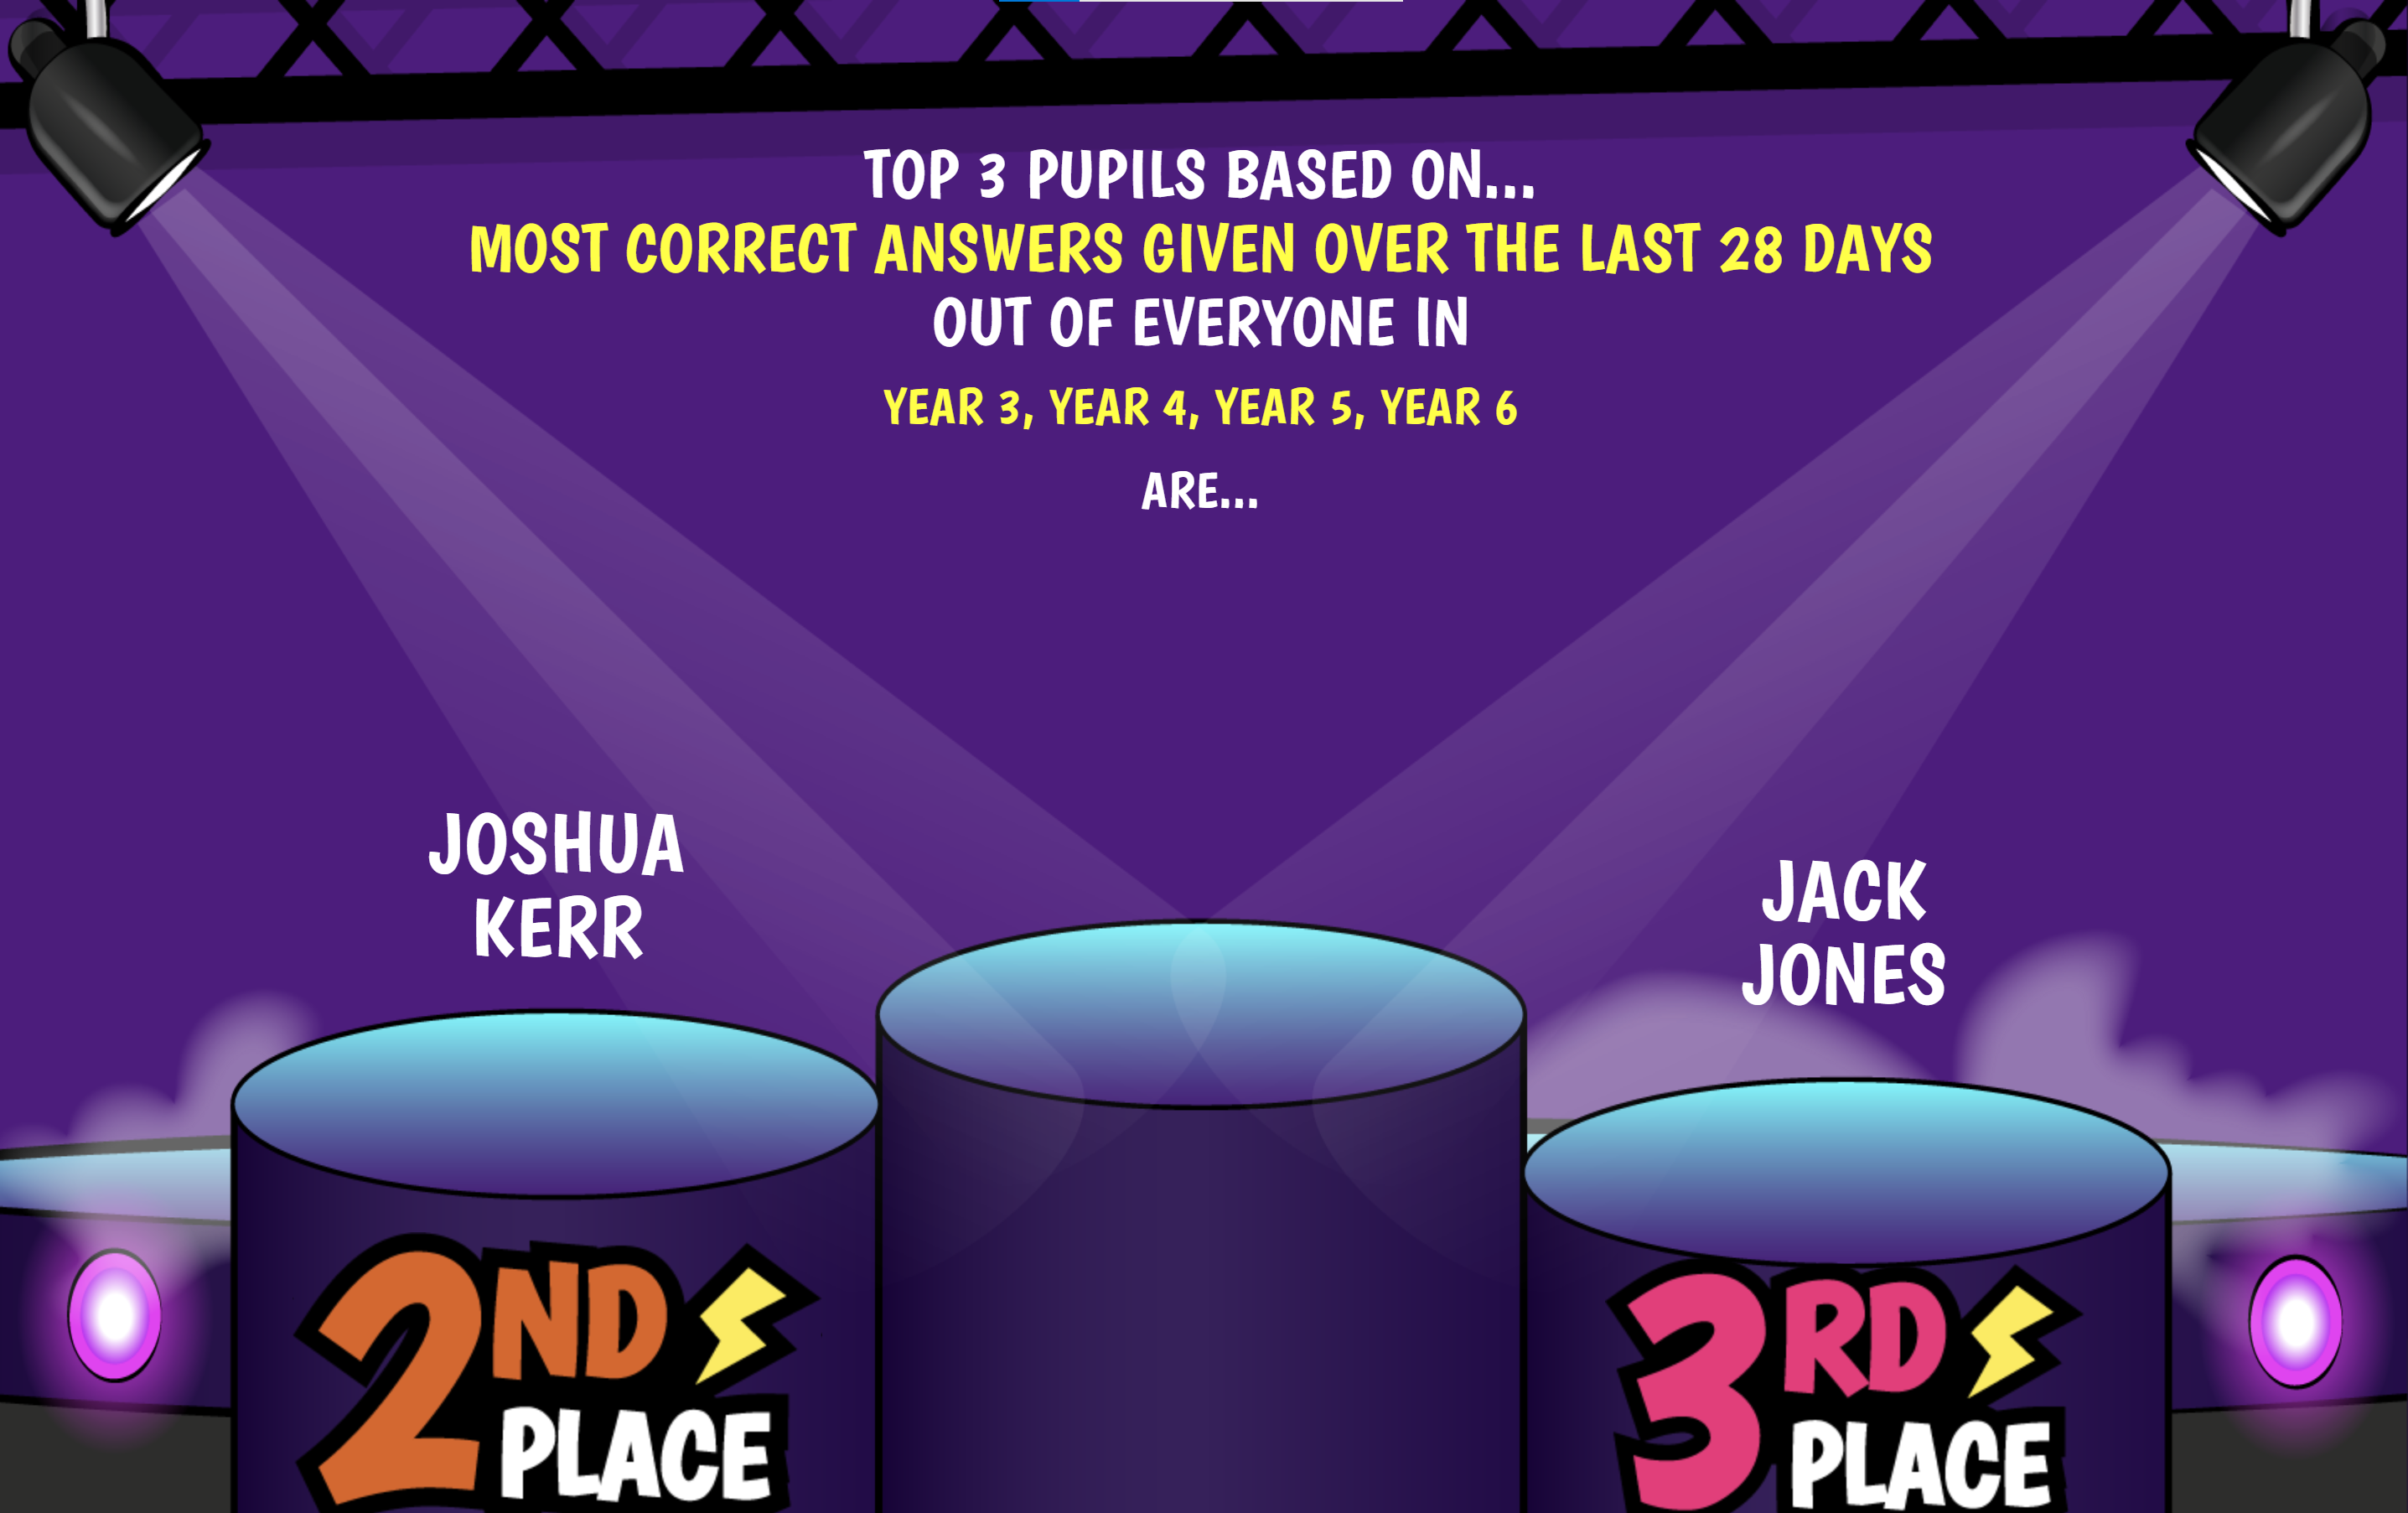 TOP 3 PUPILS BASED ON...
MOST CORRECT ANSWERS GIVEN OVER THE LAST 28 DAYS
OUT OF EVERYONE IN
YEAR 3, YEAR 4, YEAR 5, YEAR 6
ARE...
JOSHUA
KERR
JACK
JONES
2ND
PLACE
3RD
PLACE